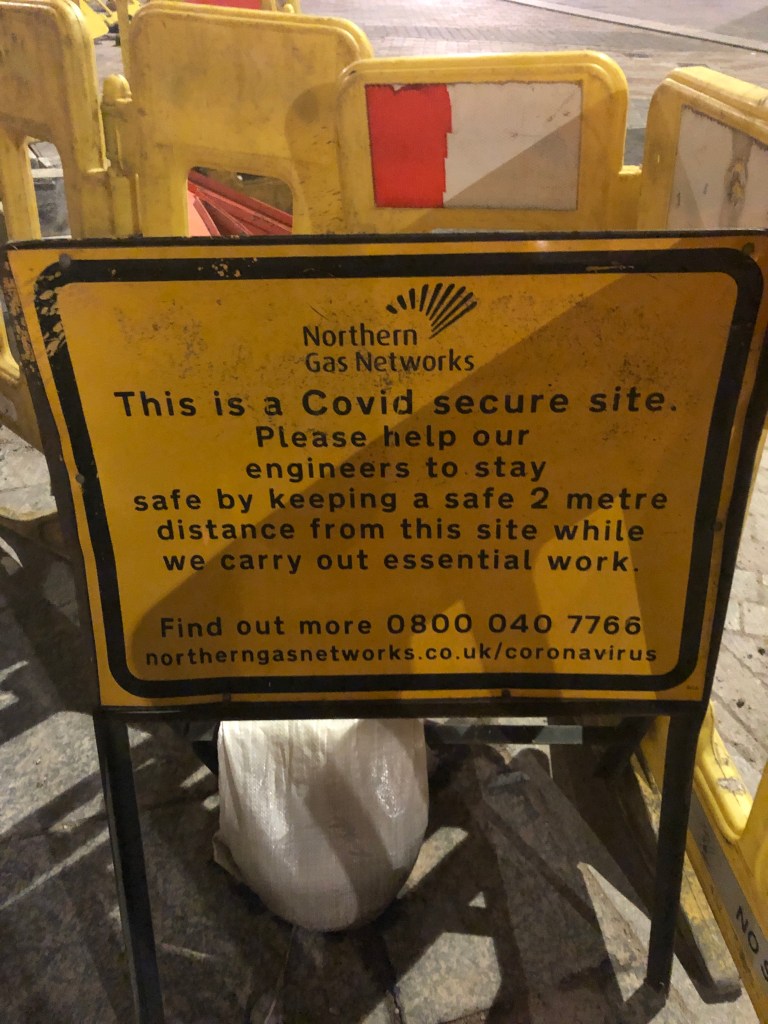 Northern
Gas Networks
This is a Covid secure site.
Please help our
engineers to stay
safe by keeping a safe 2 metre
distance from this site while
we carry out essential work.
Find out more 0800 040 7766
northerngasnetworks.co.uk/coronavirus
NO